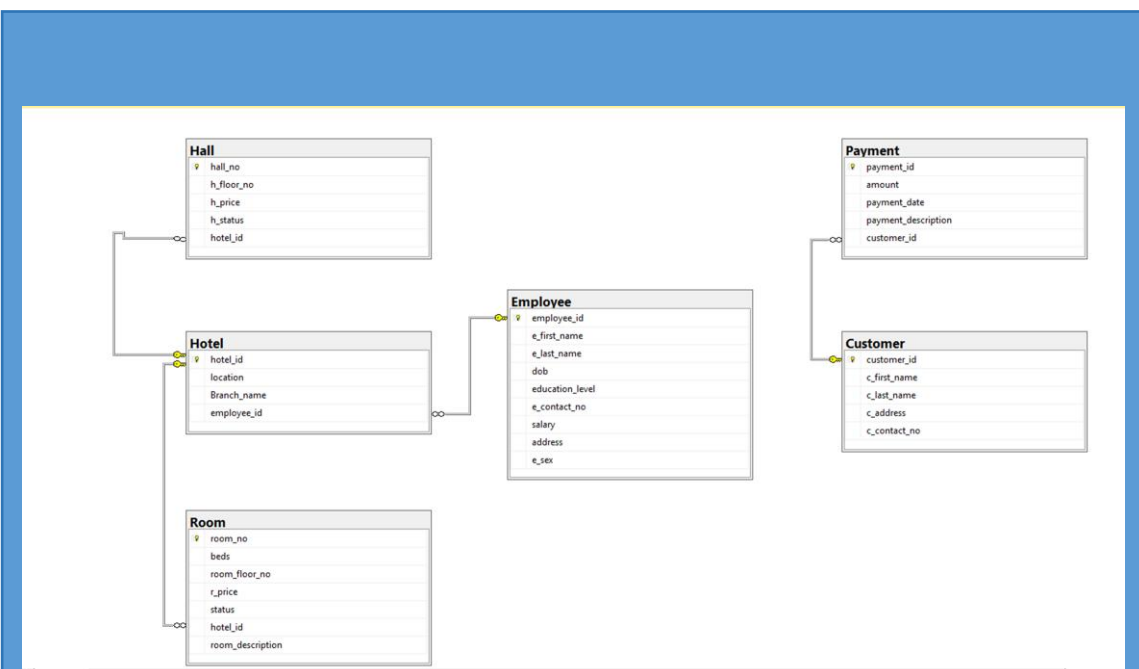 Hall
hall_no
h_floor_no
h_price
h_status
hotel_id
Payment
payment_id
amount
payment_date
payment_description
customer_id
Employee
employee_id
e_first_name
e_last_name
dob
education_level
e_contact_no
salary
address
e_sex
Hotel
hotel_id
location
Branch_name
employee_id
Customer
customer_id
c_first_name
c_last_name
c_address
c_contact_no
Room
room_no
beds
room_floor_no
r_price
status
hotel_id
room_description